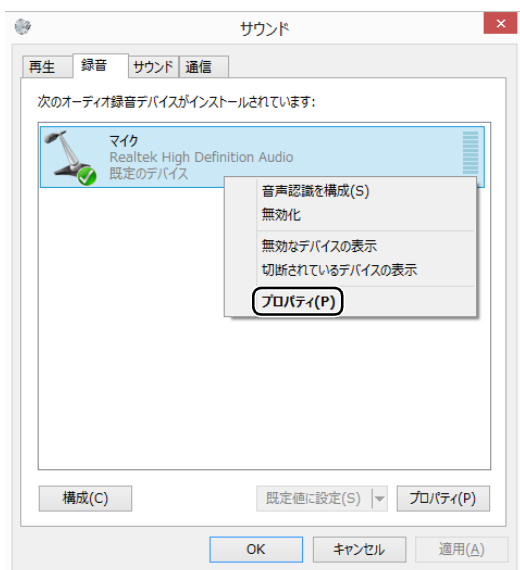 サウンド
再生 録音 サウンド 通信
次のオーディオ録音デバイスがインストールされています:
マイク
Realtek High Definition Audio
既定のデバイス
音声認識を構成(S)
無効化
無効なデバイスの表示
切断されているデバイスの表示
プロパティ(P)
構成(C) 既定値に設定(S) プロパティ(P)
OK キャンセル 適用(A)